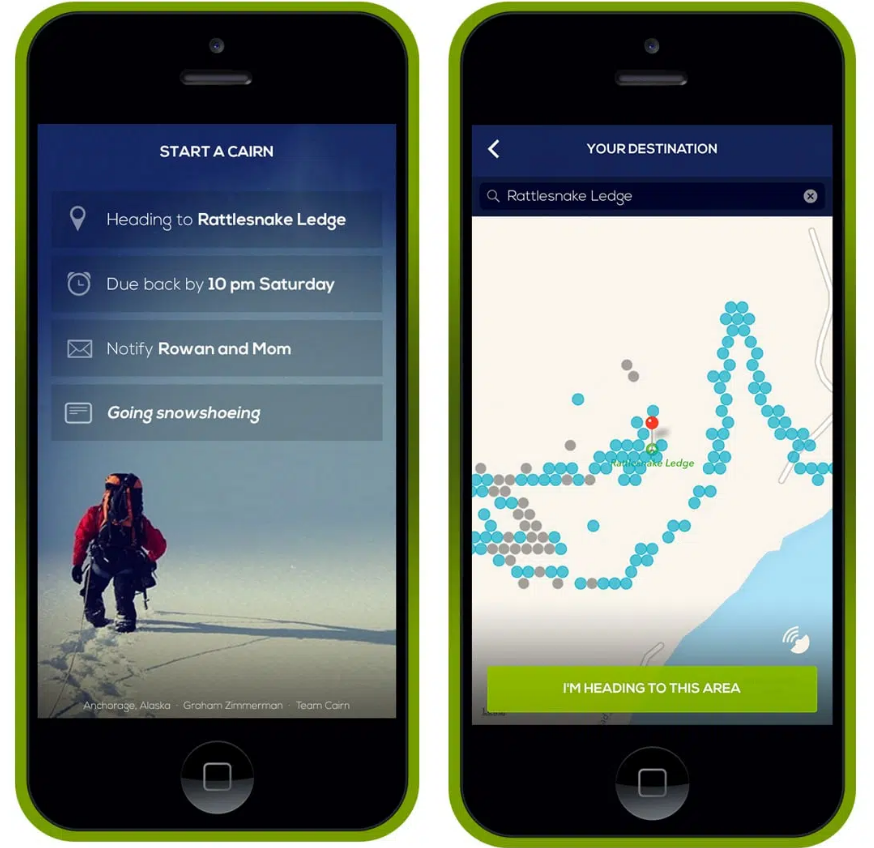 START A CAIRN
Heading to Rattlesnake Ledge
Due back by 10 pm Saturday
Notify Rowan and Mom
Going snowshoeing
Anchorage, Alaska · Graham Zimmerman · Team Cairn
YOUR DESTINATION
Rattlesnake Ledge
Rattlesnake Ledge
I'M HEADING TO THIS AREA